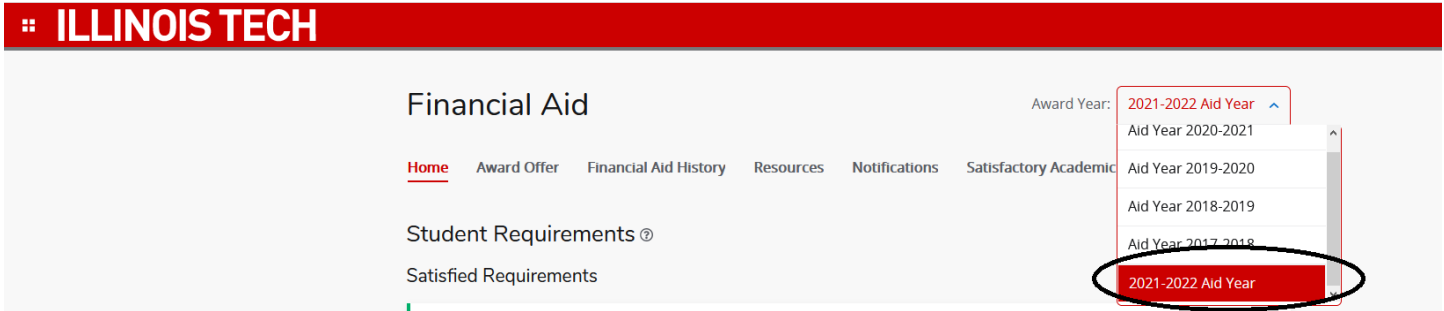 ILLINOIS TECH
Financial Aid
Award Year: 2021-2022 Aid Year
Aid Year 2020-2021
Home Award Offer Financial Aid History Resources Notifications Satisfactory Academic
Aid Year 2019-2020
Aid Year 2018-2019
Student Requirements
Aid Year 2017-2018
Satisfied Requirements
2021-2022 Aid Year